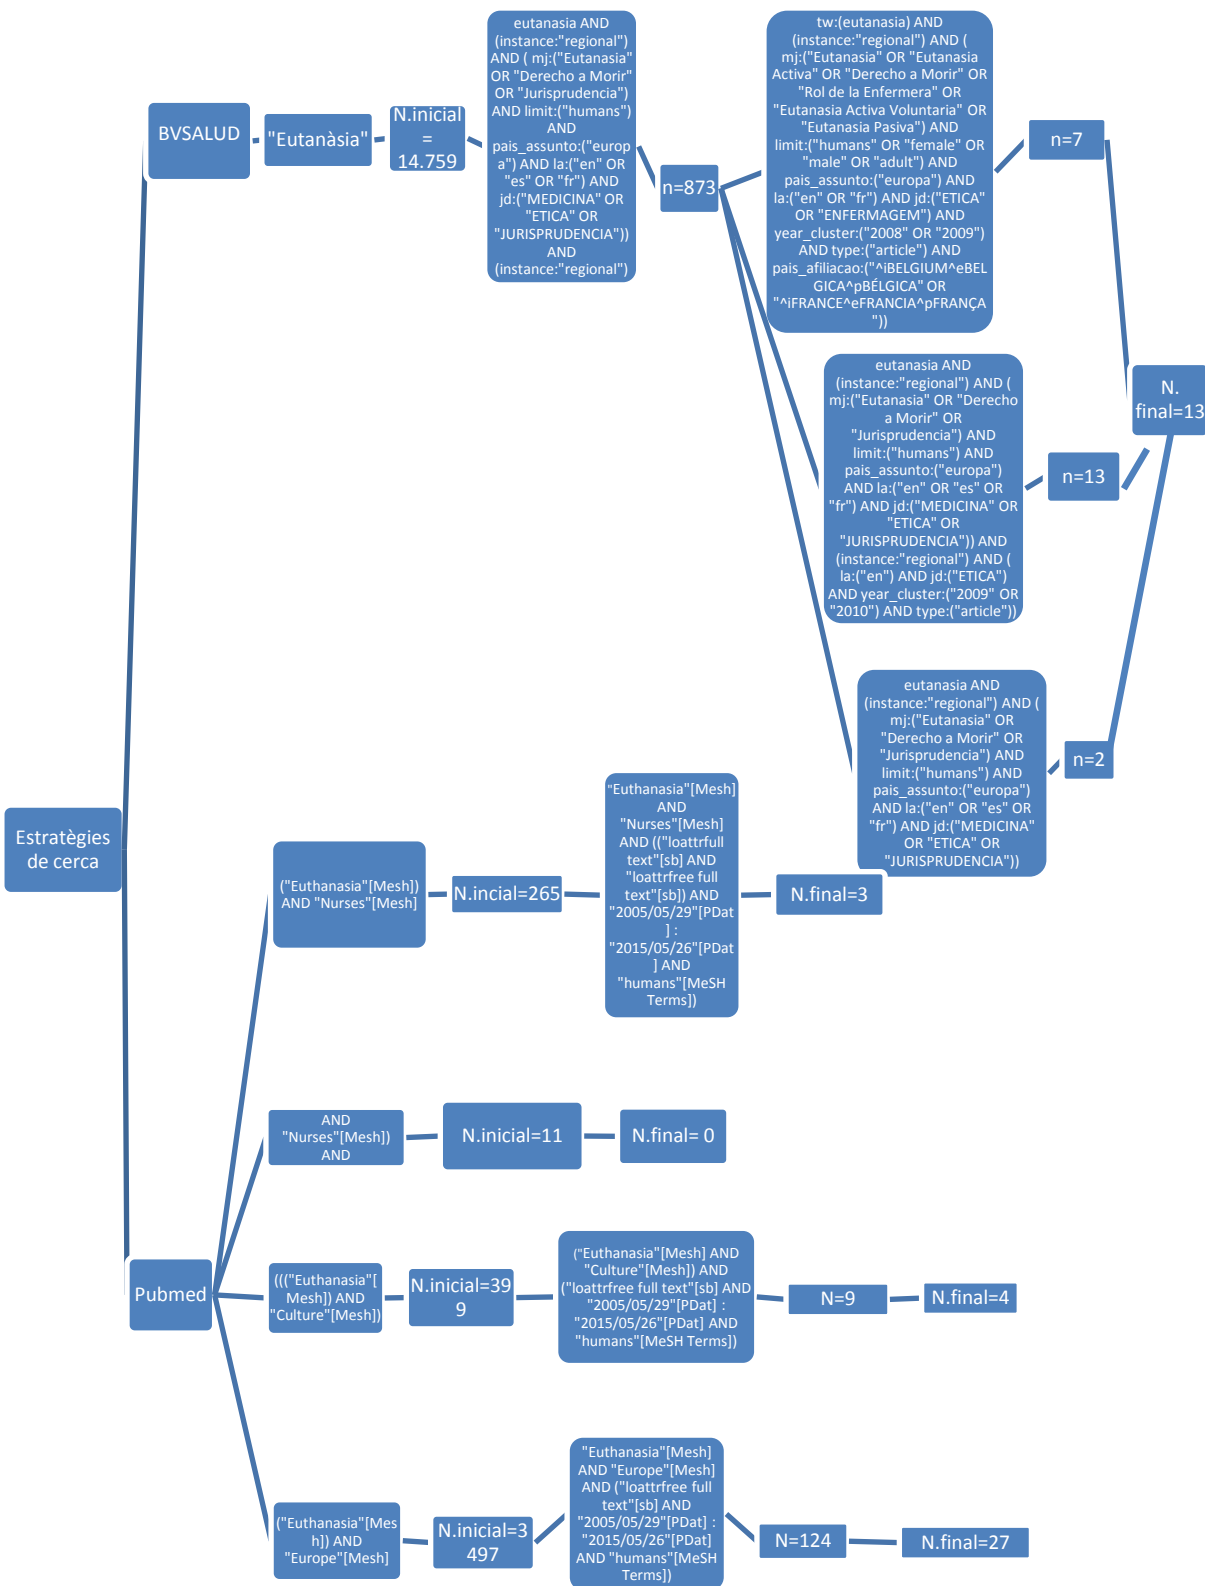 Estratègies
de cerca
BVSALUD
"Eutanàsia"
N.inicial
=
14.759
eutanasia AND
(instance:"regional")
AND ( mj:("Eutanasia"
OR "Derecho a Morir"
OR "Jurisprudencia")
AND limit:("humans")
AND
pais_assunto:("europ
a") AND la:("en" OR
"es" OR "fr") AND
jd:("MEDICINA" OR
"ETICA" OR
"JURISPRUDENCIA"))
AND
(instance:"regional")
n=873
tw:(eutanasia) AND
(instance:"regional") AND (
mj:("Eutanasia" OR "Eutanasia
Activa" OR "Derecho a Morir" OR
"Rol de la Enfermera" OR
"Eutanasia Activa Voluntaria" OR
"Eutanasia Pasiva") AND
limit:("humans" OR "female" OR
"male" OR "adult") AND
pais_assunto:("europa") AND
la:("en" OR "fr") AND jd:("ETICA"
OR "ENFERMAGEM") AND
year_cluster:("2008" OR "2009")
AND type:("article") AND
pais_afiliacao:("^iBELGIUM^eBEL
GICA^pBÉLGICA" OR
"^iFRANCE^eFRANCIA^pFRANÇA
"))
n=7
eutanasia AND
(instance:"regional") AND (
mj:("Eutanasia" OR "Derecho
a Morir" OR
"Jurisprudencia") AND
limit:("humans") AND
pais_assunto:("europa")
AND la:("en" OR "es" OR
"fr") AND jd:("MEDICINA" OR
"ETICA" OR
"JURISPRUDENCIA")) AND
(instance:"regional") AND (
la:("en") AND jd:("ETICA")
AND year_cluster:("2009" OR
"2010") AND type:("article"))
n=13
eutanasia AND
(instance:"regional") AND (
mj:("Eutanasia" OR
"Derecho a Morir" OR
"Jurisprudencia") AND
limit:("humans") AND
pais_assunto:("europa")
AND la:("en" OR "es" OR
"fr") AND jd:("MEDICINA"
OR "ETICA" OR
"JURISPRUDENCIA"))
n=2
N.
final=13
Pubmed
("Euthanasia"[Mesh])
AND "Nurses"[Mesh]
N.incial=265
"Euthanasia"[Mesh]
AND
"Nurses"[Mesh]
AND (("loattrfull
text"[sb] AND
"loattrfree full
text"[sb]) AND
"2005/05/29"[PDat
] :
"2015/05/26"[PDat
] AND
"humans"[MeSH
Terms])
N.final=3
AND
"Nurses"[Mesh])
AND
N.inicial=11
N.final= 0
((("Euthanasia"[
Mesh]) AND
"Culture"[Mesh])
N.inicial=39
9
("Euthanasia"[Mesh] AND
"Culture"[Mesh]) AND
("loattrfree full text"[sb] AND
"2005/05/29"[PDat] :
"2015/05/26"[PDat] AND
"humans"[MeSH Terms])
N=9
N.final=4
("Euthanasia"[Mes
h]) AND
"Europe"[Mesh]
N.inicial=3
497
"Euthanasia"[Mesh]
AND "Europe"[Mesh]
AND ("loattrfree full
text"[sb] AND
"2005/05/29"[PDat] :
"2015/05/26"[PDat]
AND "humans"[MeSH
Terms])
N=124
N.final=27